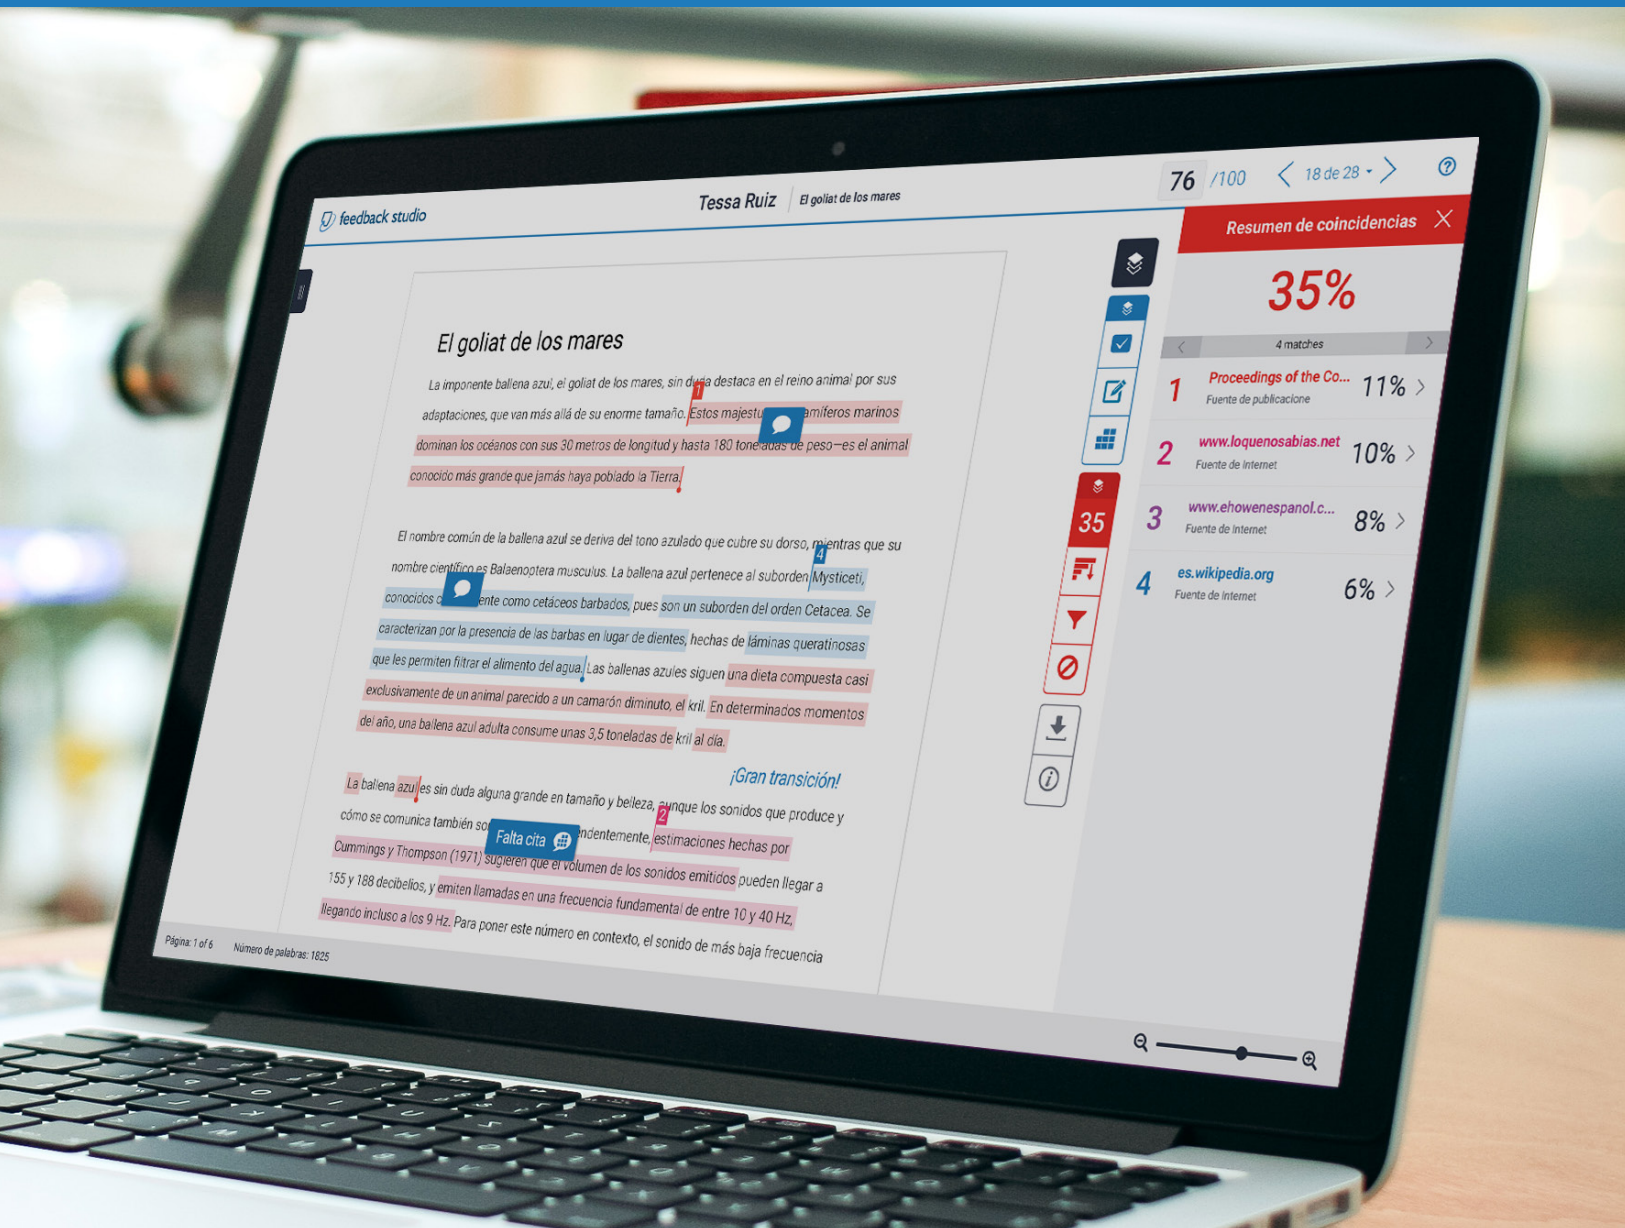 feedback studio
Tessa Ruiz
El goliat de los mares
76 /100
18 de 28
?
Resumen de coincidencias
35%
4 matches
1 Proceedings of the Co... 11%
Fuente de publicacione
2 www.loquenosabias.net 10%
Fuente de Internet
3 www.ehowenespanol.c... 8%
Fuente de Internet
4 es.wikipedia.org 6%
Fuente de Internet
35
El goliat de los mares
La imponente ballena azul, el goliat de los mares, sin duda destaca en el reino animal por sus
1
adaptaciones, que van más allá de su enorme tamaño. Estos amíferos marinos
dominan los océanos con sus 30 metros de longitud y hasta 180 toneladas de peso—es el animal
conocido más grande que jamás haya poblado la Tierra.
El nombre común de la ballena azul se deriva del tono azulado que cubre su dorso, mientras que su
4
nombre científico es Balaenoptera musculus. La ballena azul pertenece al suborden Mysticeti,
conocidos ente como cetáceos barbados, pues son un suborden del orden Cetacea. Se
caracterizan por la presencia de las barbas en lugar de dientes, hechas de láminas queratinosas
que les permiten filtrar el alimento del agua. Las ballenas azules siguen una dieta compuesta casi
exclusivamente de un animal parecido a un camarón diminuto, el kril. En determinados momentos
del año, una ballena azul adulta consume unas 3,5 toneladas de kril al día.
¡Gran transición!
La ballena azul es sin duda alguna grande en tamaño y belleza, aunque los sonidos que produce y
2
cómo se comunica también ndentemente, estimaciones hechas por
Falta cita
Cummings y Thompson (1971) sugieren que el volumen de los sonidos emitidos pueden llegar a
155 y 188 decibelios, y emiten llamadas en una frecuencia fundamental de entre 10 y 40 Hz,
llegando incluso a los 9 Hz. Para poner este número en contexto, el sonido de más baja frecuencia
Página: 1 of 6
Número de palabras: 1825